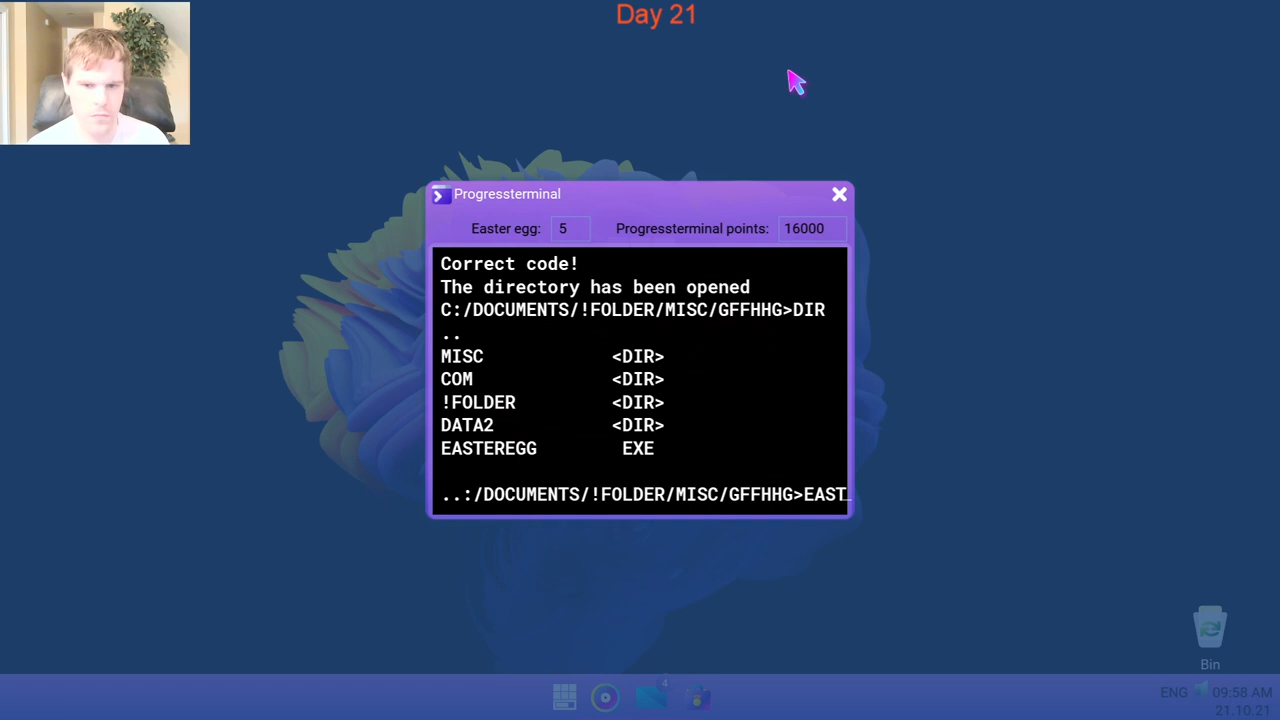 Day 21
Progressterminal
Easter egg: 5 Progressterminal points: 16000
Correct code!
The directory has been opened
C:/DOCUMENTS/!FOLDER/MISC/GFFHHG>DIR
..
MISC <DIR>
COM <DIR>
!FOLDER <DIR>
DATA2 <DIR>
EASTEREGG EXE
..:/DOCUMENTS/!FOLDER/MISC/GFFHHG>EAST_
Bin
4
ENG 09:58 AM
21.10.21